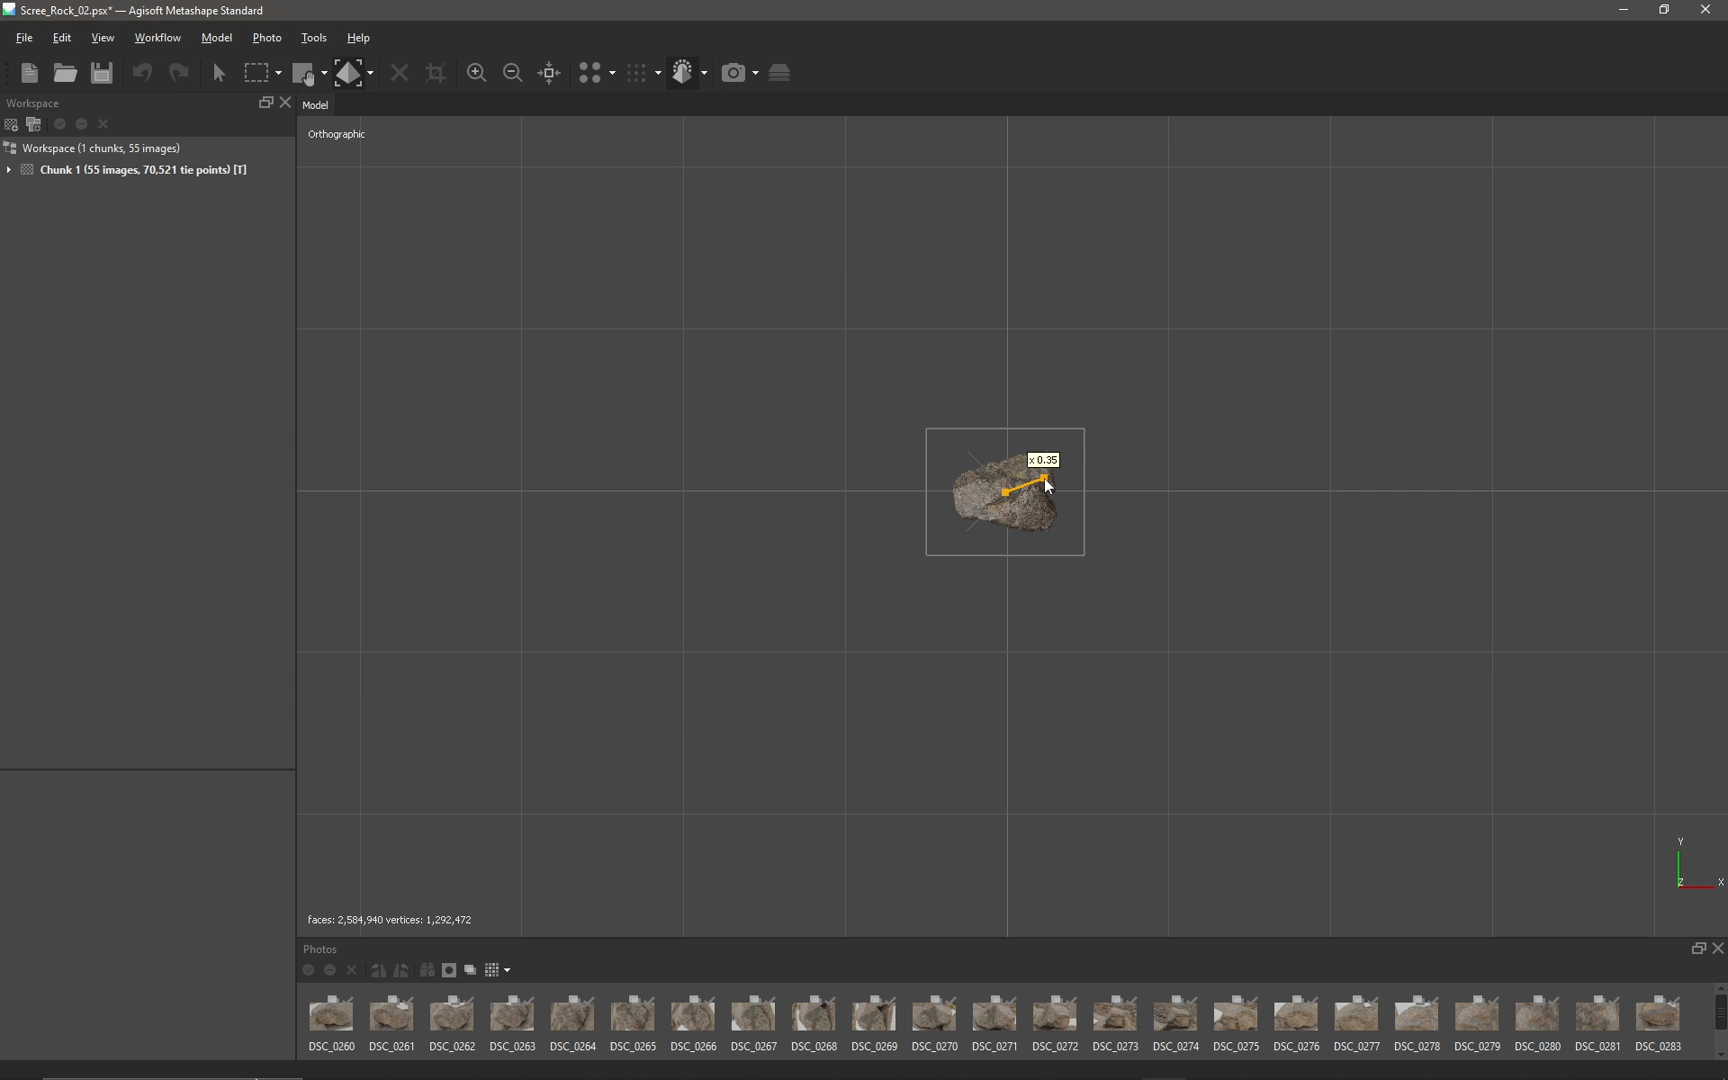 Scree_Rock_02.psx* — Agisoft Metashape Standard
File Edit View Workflow Model Photo Tools Help
Workspace
Model
Workspace (1 chunks, 55 images)
Chunk 1 (55 images, 70,521 tie points) [T]
Orthographic
x 0.35
Y
Z
X
faces: 2,584,940 vertices: 1,292,472
Photos
DSC_0260 DSC_0261 DSC_0262 DSC_0263 DSC_0264 DSC_0265 DSC_0266 DSC_0267 DSC_0268 DSC_0269 DSC_0270 DSC_0271 DSC_0272 DSC_0273 DSC_0274 DSC_0275 DSC_0276 DSC_0277 DSC_0278 DSC_0279 DSC_0280 DSC_0281 DSC_0283